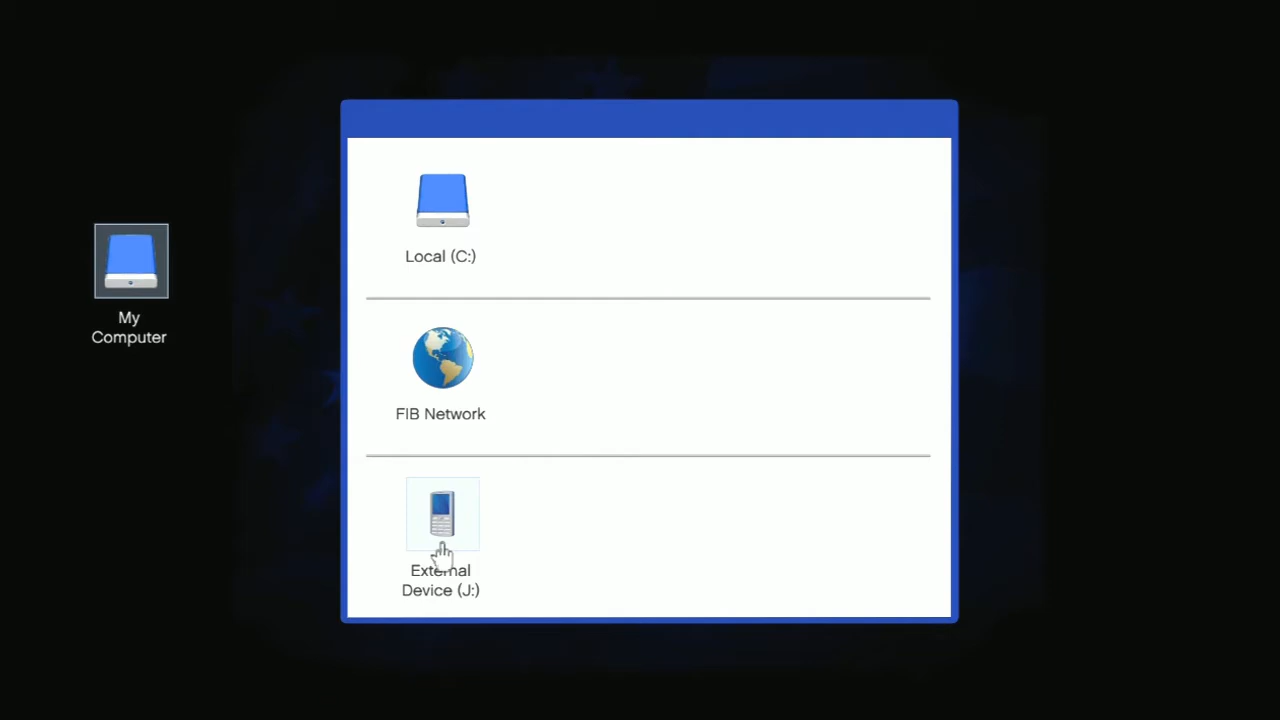 Local (C:)
My
Computer
FIB Network
External
Device (J:)